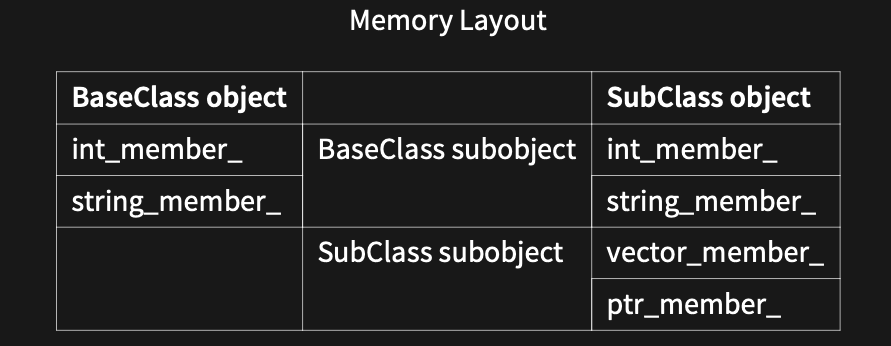 Memory Layout
BaseClass object SubClass object
int_member_ BaseClass subobject int_member_
string_member_ string_member_
SubClass subobject vector_member_
ptr_member_